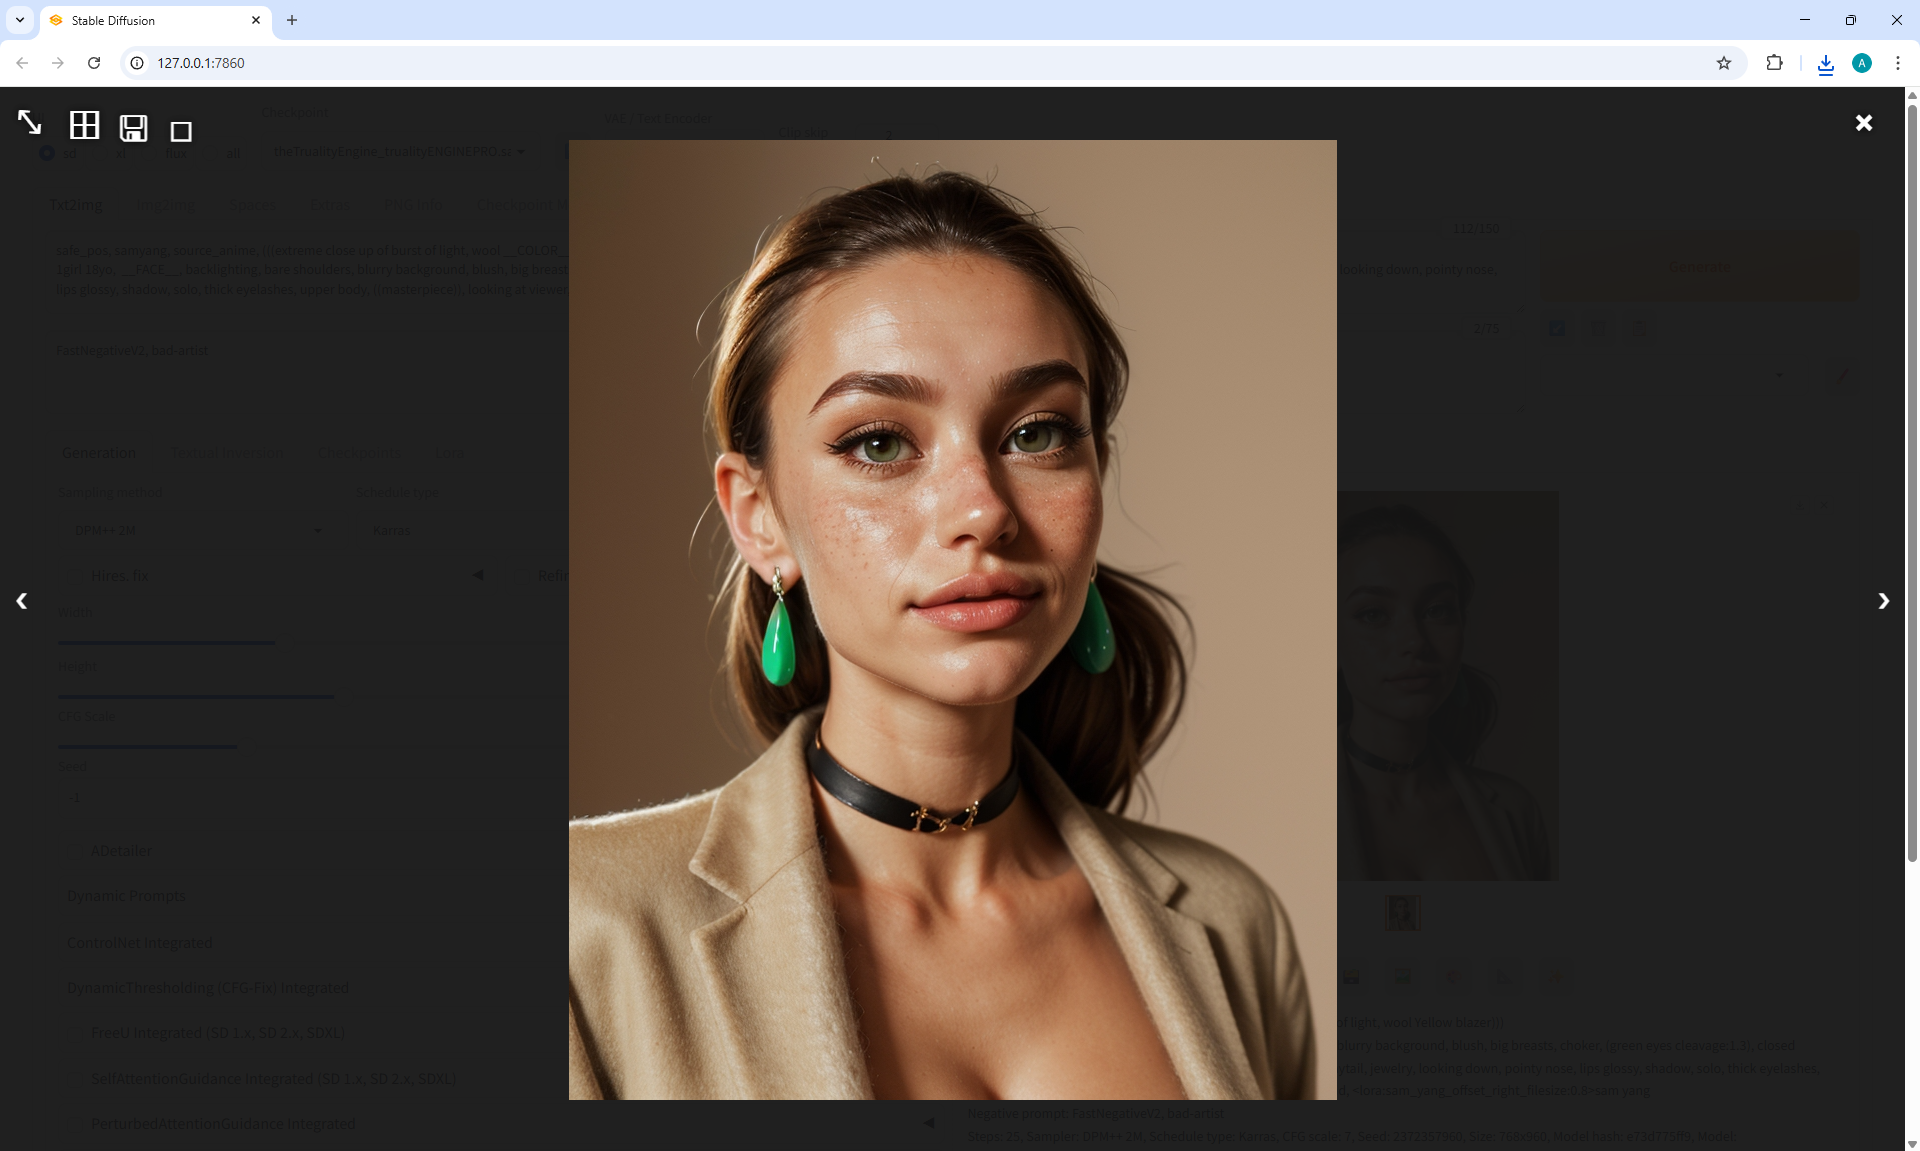 Stable Diffusion
127.0.0.1:7860
Checkpoint
VAE / Text Encoder
Clip skip
2
sd
xl
flux
all
theTrualityEngine_trualityENGINEPRO.sa
Txt2img
Img2img
Spaces
Extras
PNG Info
Checkpoint M
112/150
safe_pos, samyang, source_anime, (((extreme close up of burst of light, wool __COLOR__
1girl 18yo, __FACE__, backlighting, bare shoulders, blurry background, blush, big breast
looking down, pointy nose,
lips glossy, shadow, solo, thick eyelashes, upper body, ((masterpiece)), looking at viewer,
Generate
2/75
FastNegativeV2, bad-artist
Generation
Textual Inversion
Checkpoints
Lora
Sampling method
Schedule type
DPM++ 2M
Karras
Hires. fix
Refin
Width
Height
CFG Scale
Seed
-1
ADetailer
Dynamic Prompts
ControlNet Integrated
DynamicThresholding (CFG-Fix) Integrated
of light, wool Yellow blazer)))
FreeU Integrated (SD 1.x, SD 2.x, SDXL)
blurry background, blush, big breasts, choker, (green eyes cleavage:1.3), closed
ytail, jewelry, looking down, pointy nose, lips glossy, shadow, solo, thick eyelashes,
SelfAttentionGuidance Integrated (SD 1.x, SD 2.x, SDXL)
<lora:sam_yang_offset_right_filesize:0.8>sam yang
Negative prompt: FastNegativeV2, bad-artist
PerturbedAttentionGuidance Integrated
Steps: 25, Sampler: DPM++ 2M, Schedule type: Karras, CFG scale: 7, Seed: 2372357960, Size: 768x960, Model hash: e73d775ff9, Model: